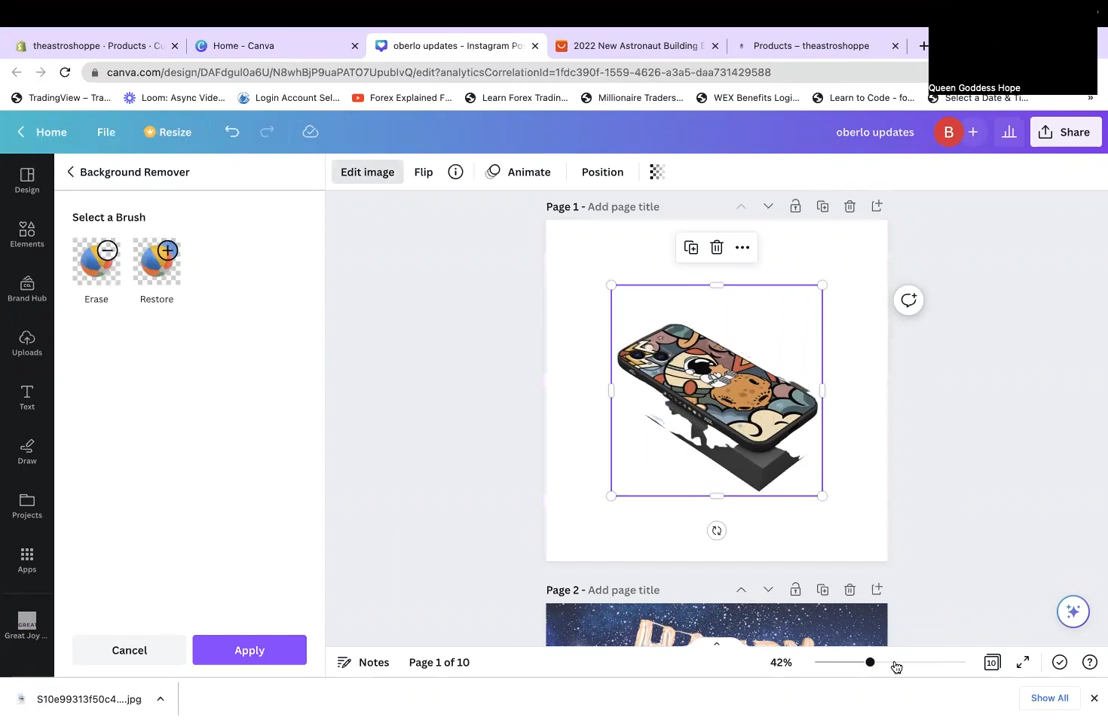 theastroshoppe · Products · Cu
Home - Canva
oberlo updates - Instagram Po
2022 New Astronaut Building B
Products – theastroshoppe
canva.com/design/DAFdgul0a6U/N8whBjP9uaPATO7UpublvQ/edit?analyticsCorrelationId=1fdc390f-1559-4626-a3a5-daa731429588
Queen Goddess Hope
TradingView – Tra...
Loom: Async Vide...
Login Account Sel...
Forex Explained F...
Learn Forex Tradin...
Millionaire Traders...
WEX Benefits Logi...
Learn to Code - fo...
Select a Date & Ti...
»
Home
File
Resize
oberlo updates
B
Share
Design
Elements
Brand Hub
Uploads
Text
Draw
Projects
Apps
GREAT
Great Joy ...
Background Remover
Select a Brush
Erase
Restore
Cancel
Apply
Edit image
Flip
Animate
Position
Page 1 - Add page title
Page 2 - Add page title
Notes
Page 1 of 10
42%
10
S10e99313f50c4....jpg
Show All